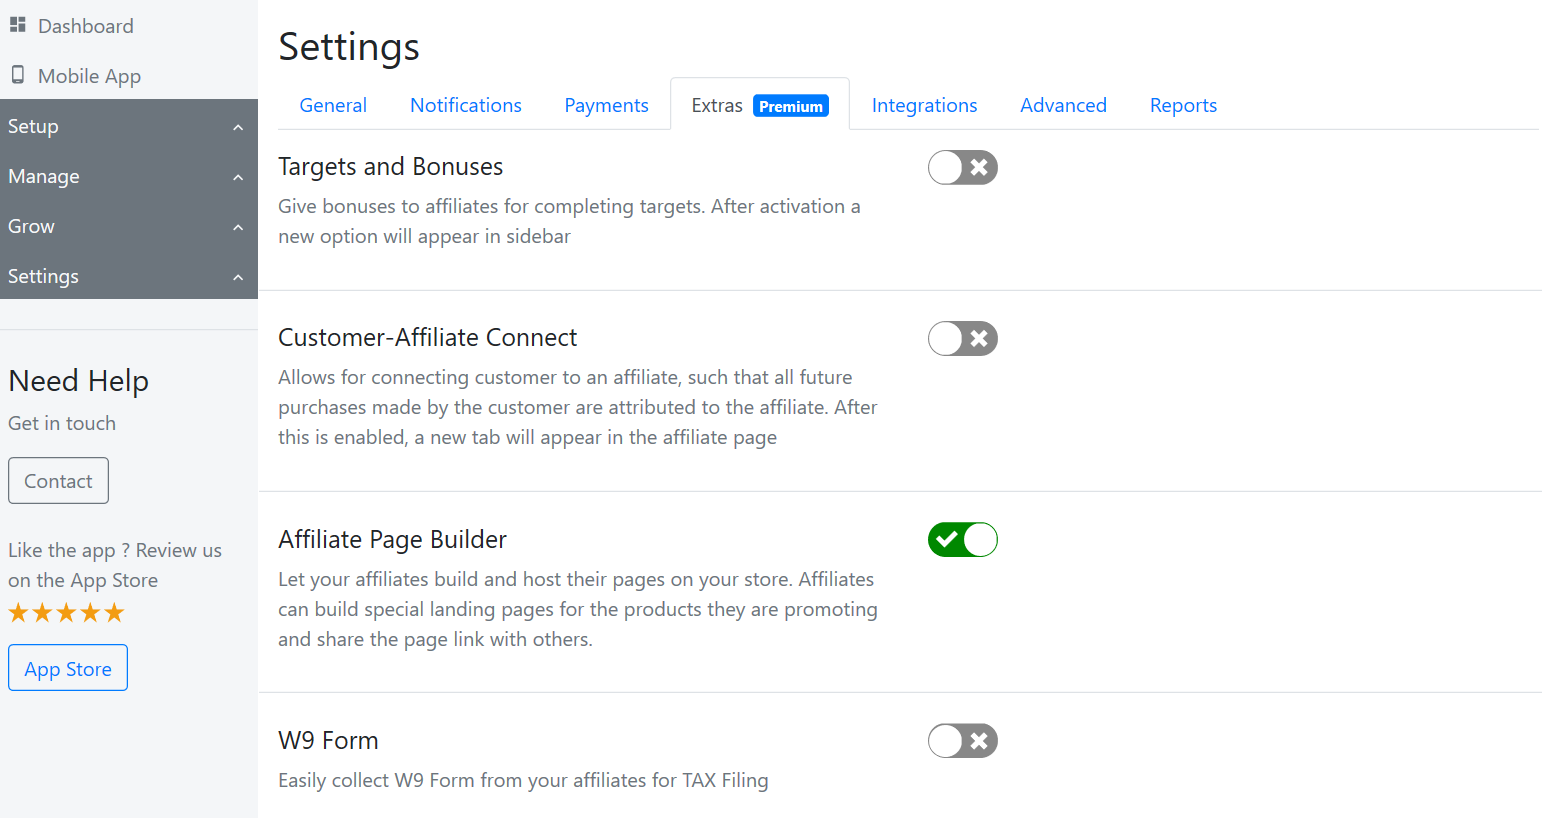 Dashboard
Mobile App
Setup
Manage
Grow
Settings
Need Help
Get in touch
Contact
Like the app ? Review us
on the App Store
App Store
Settings
General Notifications Payments Extras Premium Integrations Advanced Reports
Targets and Bonuses
Give bonuses to affiliates for completing targets. After activation a
new option will appear in sidebar
Customer-Affiliate Connect
Allows for connecting customer to an affiliate, such that all future
purchases made by the customer are attributed to the affiliate. After
this is enabled, a new tab will appear in the affiliate page
Affiliate Page Builder
Let your affiliates build and host their pages on your store. Affiliates
can build special landing pages for the products they are promoting
and share the page link with others.
W9 Form
Easily collect W9 Form from your affiliates for TAX Filing